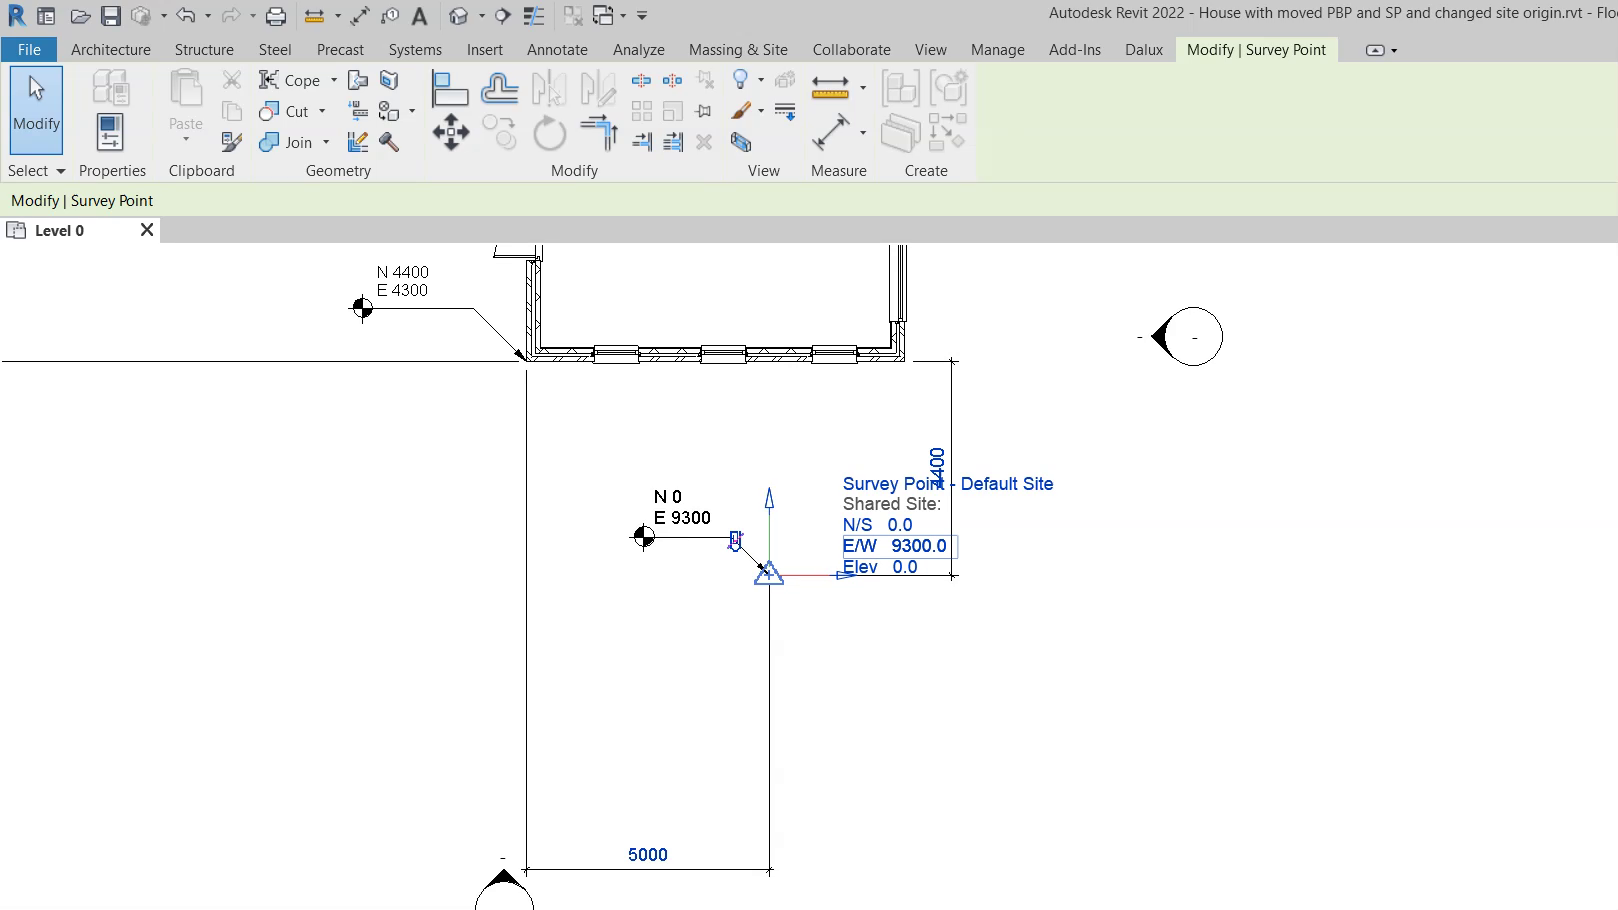 Autodesk Revit 2022 - House with moved PBP and SP and changed site origin.rvt - Floo
File Architecture Structure Steel Precast Systems Insert Annotate Analyze Massing & Site Collaborate View Manage Add-Ins Dalux Modify | Survey Point
Modify
Paste
Cope
Cut
Join
Select Properties Clipboard Geometry Modify View Measure Create
Modify | Survey Point
Level 0
N 4400
E 4300
-
-
4400
N 0
E 9300
Survey Point - Default Site
Shared Site:
N/S 0.0
E/W 9300.0
Elev 0.0
5000
-